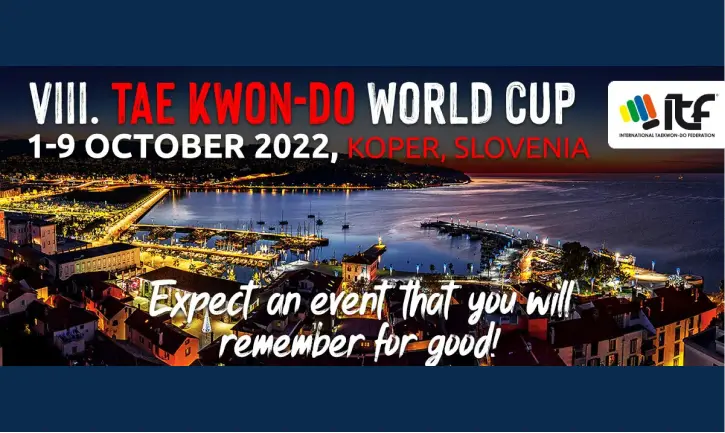 VIII. TAE KWON-DO WORLD CUP
1-9 OCTOBER 2022, KOPER, SLOVENIA
itf
INTERNATIONAL TAEKWON-DO FEDERATION
Expect an event that you will
remember for good!